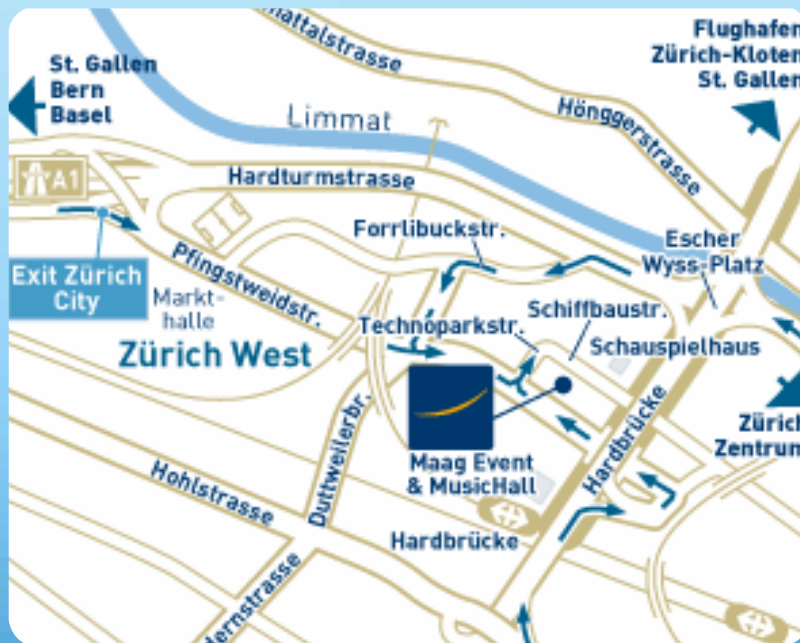 Flughafen
Zürich-Kloten
St. Gallen
St. Gallen
Bern
Basel
Limmat
Hönggerstrasse
A1
Hardturmstrasse
Forrlibuckstr.
Escher
Wyss-Platz
Exit Zürich
City
Pfingstweidstr.
Markt-
halle
Technoparkstr.
Schiffbaustr.
Schauspielhaus
Zürich West
Hardbrücke
Zürich
Zentrum
Duttweilerbr.
Maag Event
& MusicHall
Hohlstrasse
Hardbrücke